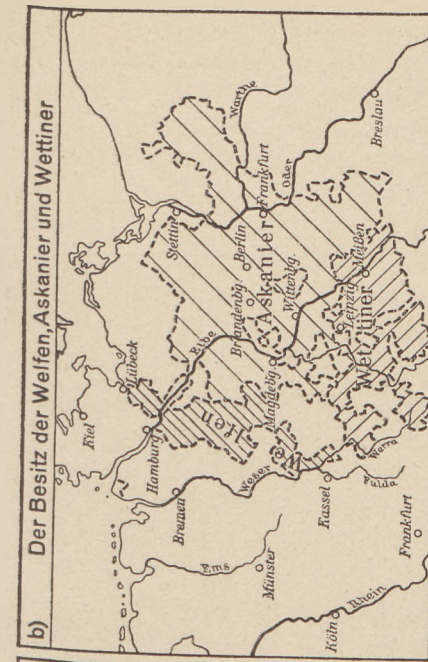 b) Der Besitz der Welfen, Askanier und Wettiner
Kiel
Lübeck
Hamburg
Stettin
Bremen
Elbe
Warthe
Ems
Weser
Welfen
Brandenbg.
Berlin
Askanier
Frankfurt
Oder
Münster
Magdebg.
Wittenbg.
Kassel
Fulda
Werra
Leipzig
Meißen
Wettiner
Breslau
Köln
Rhein
Frankfurt